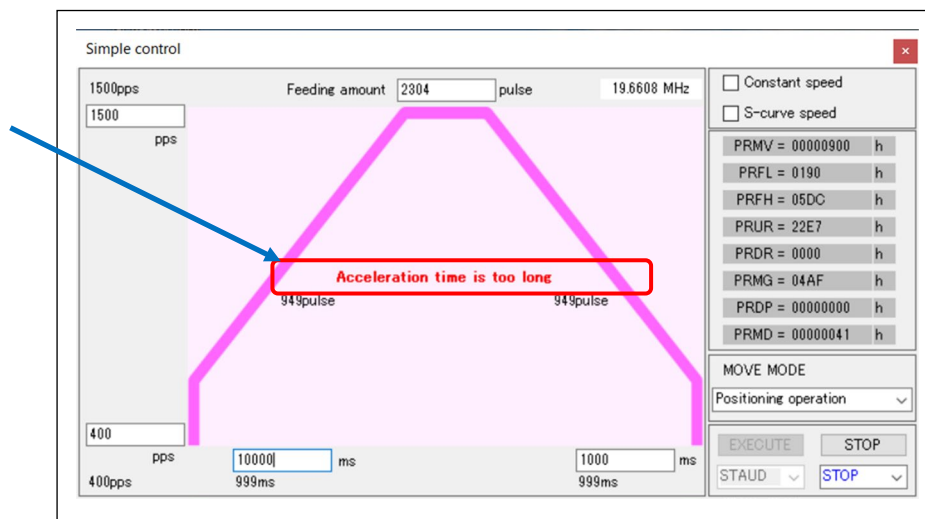 Simple control
1500pps
Feeding amount 2304 pulse
19.6608 MHz
1500
pps
Acceleration time is too long
949pulse
949pulse
400
pps
400pps
10000 ms
999ms
1000 ms
999ms
Constant speed
S-curve speed
PRMV = 00000900 h
PRFL = 0190 h
PRFH = 05DC h
PRUR = 22E7 h
PRDR = 0000 h
PRMG = 04AF h
PRDP = 00000000 h
PRMD = 00000041 h
MOVE MODE
Positioning operation
EXECUTE STOP
STAUD STOP